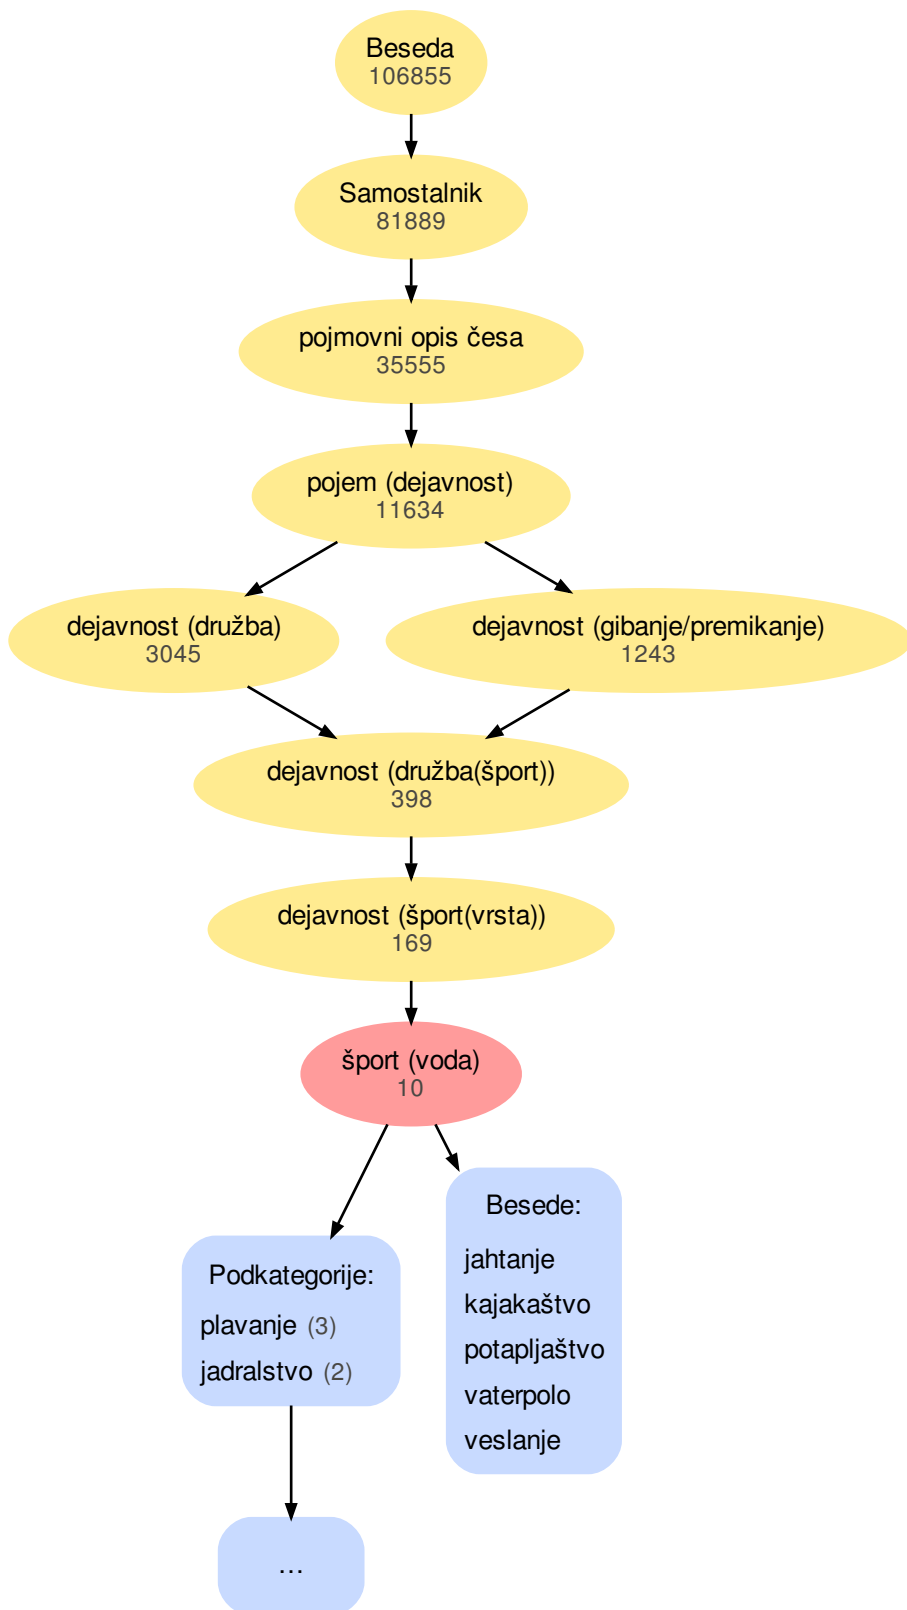 Beseda
106855
Samostalnik
81889
pojmovni opis česa
35555
pojem (dejavnost)
11634
dejavnost (družba)
3045
dejavnost (gibanje/premikanje)
1243
dejavnost (družba(šport))
398
dejavnost (šport(vrsta))
169
šport (voda)
10
Podkategorije:
plavanje (3)
jadralstvo (2)
Besede:
jahtanje
kajakaštvo
potapljaštvo
vaterpolo
veslanje
...